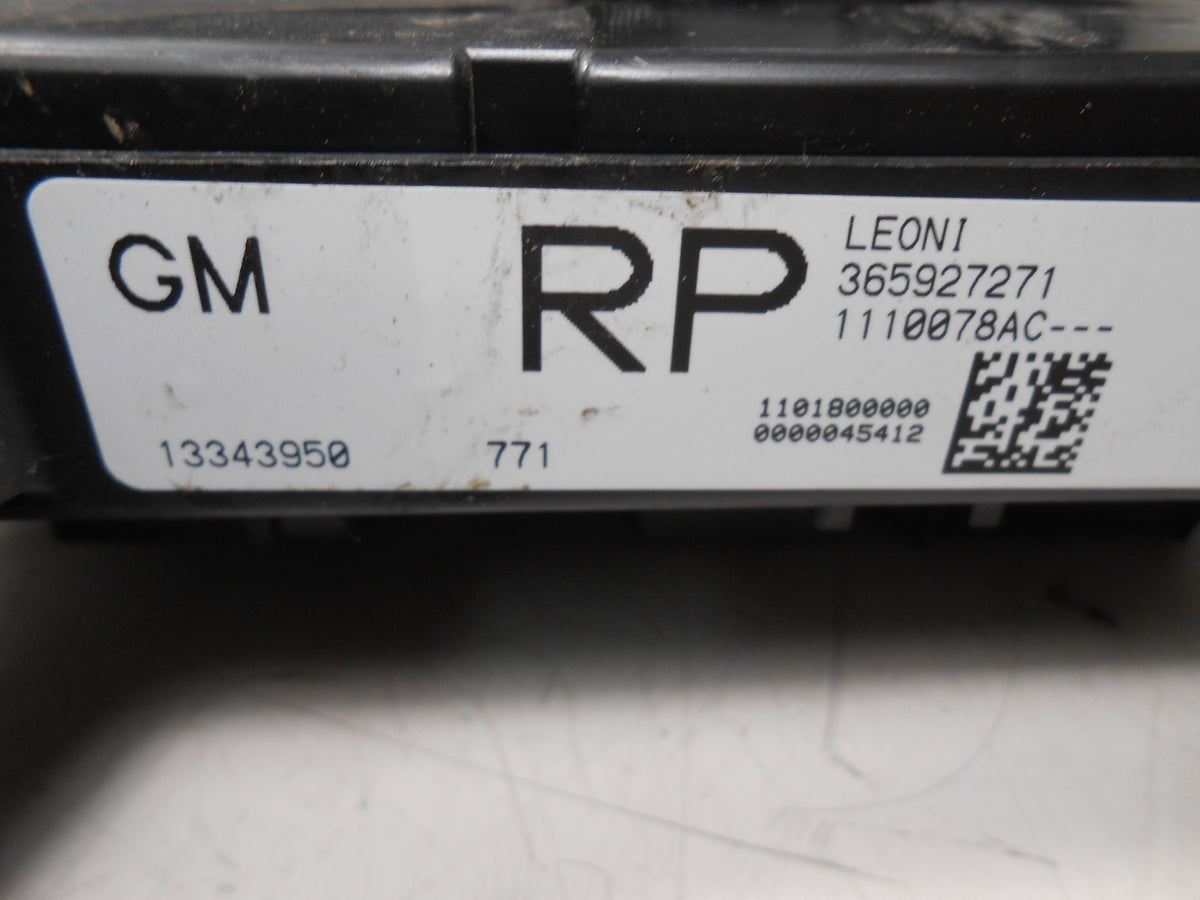 GM
RP
LEONI
365927271
1110078AC---
1101800000
0000045412
13343950
771